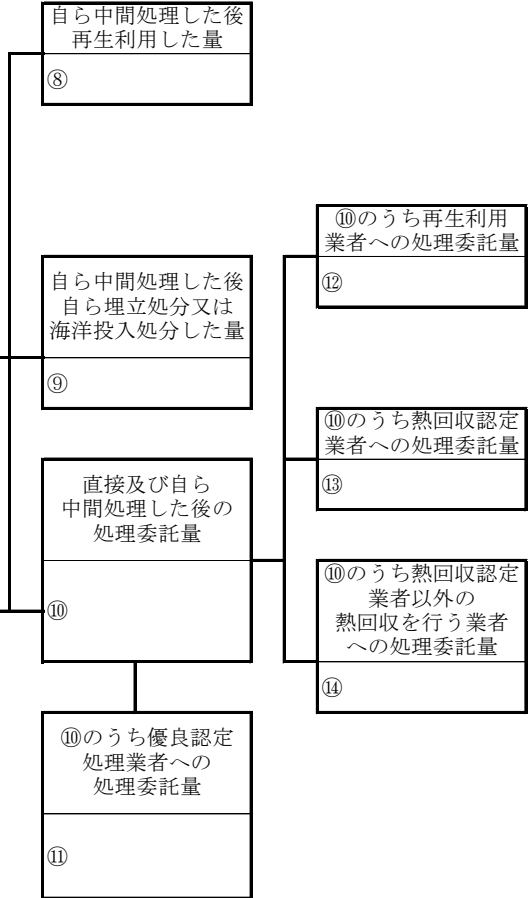 自ら中間処理した後
再生利用した量
⑧
自ら中間処理した後
自ら埋立処分又は
海洋投入処分した量
⑨
直接及び自ら
中間処理した後の
処理委託量
⑩
⑩のうち優良認定
処理業者への
処理委託量
⑪
⑩のうち再生利用
業者への処理委託量
⑫
⑩のうち熱回収認定
業者への処理委託量
⑬
⑩のうち熱回収認定
業者以外の
熱回収を行う業者
への処理委託量
⑭